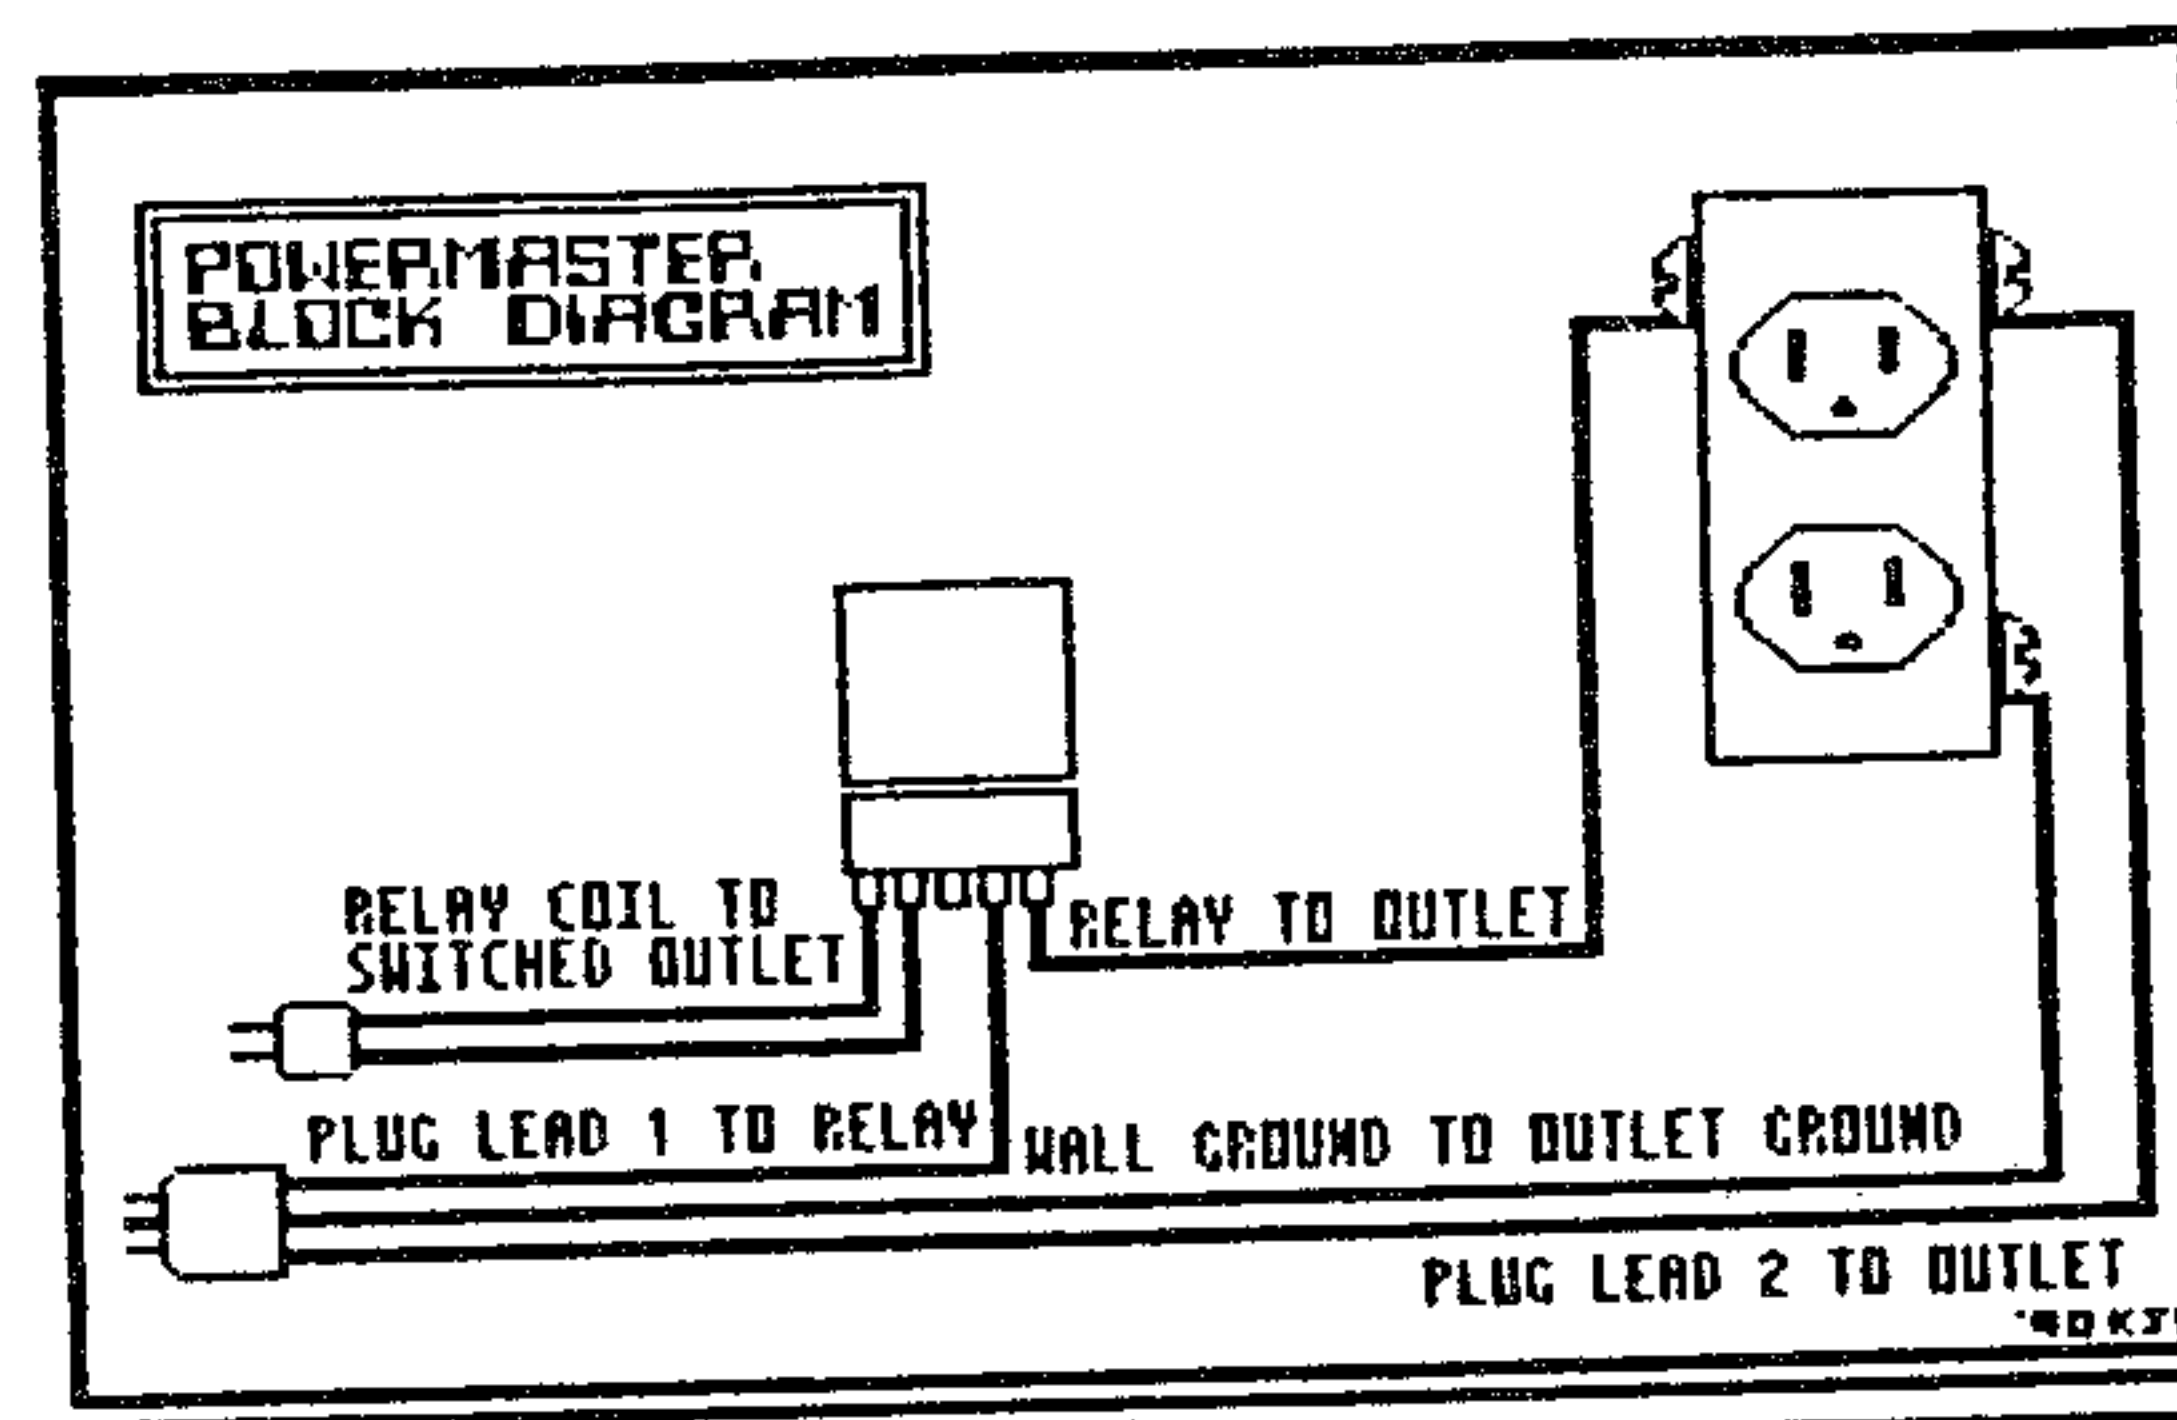 POWERMASTER
BLOCK DIAGRAM
RELAY COIL TO
SWITCHED OUTLET
RELAY TO OUTLET
PLUG LEAD 1 TO RELAY
WALL GROUND TO OUTLET GROUND
PLUG LEAD 2 TO OUTLET